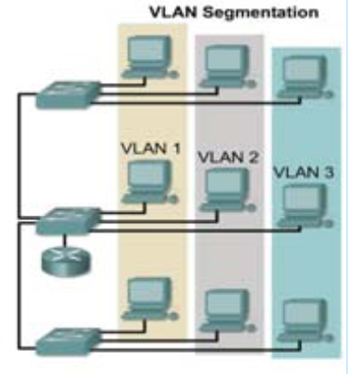 VLAN Segmentation
VLAN 1
VLAN 2
VLAN 3